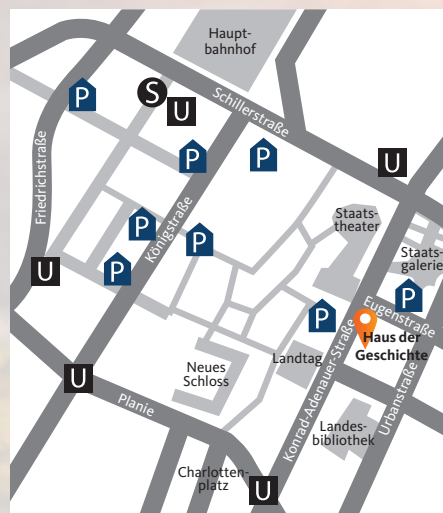 Haupt-
bahnhof
P
S
U
Schillerstraße
P
P
U
Friedrichstraße
Königstraße
Staats-
theater
Staats-
galerie
P
P
P
U
P
P
Eugenstraße
Haus der
Geschichte
Neues
Schloss
Landtag
Konrad-Adenauer-Straße
Urbanstraße
U
Planie
Landes-
bibliothek
Charlotten-
platz
U